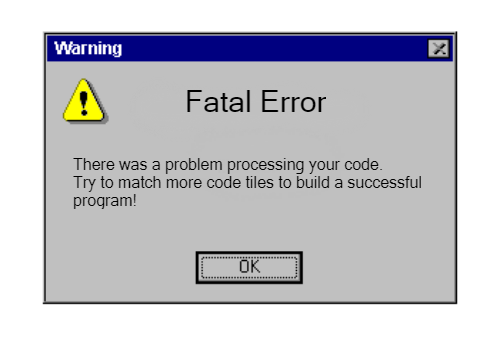 Warning
Fatal Error
There was a problem processing your code.
Try to match more code tiles to build a successful
program!
OK